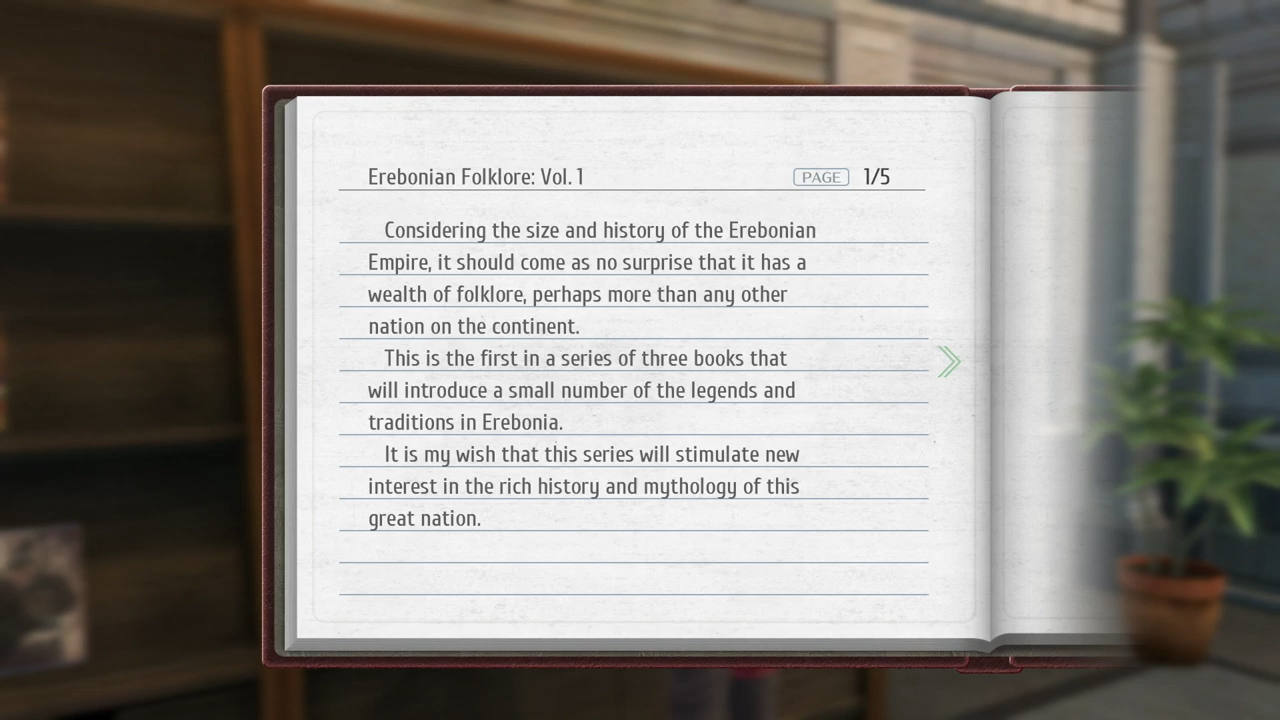 Erebonian Folklore: Vol. 1
PAGE 1/5
Considering the size and history of the Erebonian
Empire, it should come as no surprise that it has a
wealth of folklore, perhaps more than any other
nation on the continent.
This is the first in a series of three books that
will introduce a small number of the legends and
traditions in Erebonia.
It is my wish that this series will stimulate new
interest in the rich history and mythology of this
great nation.